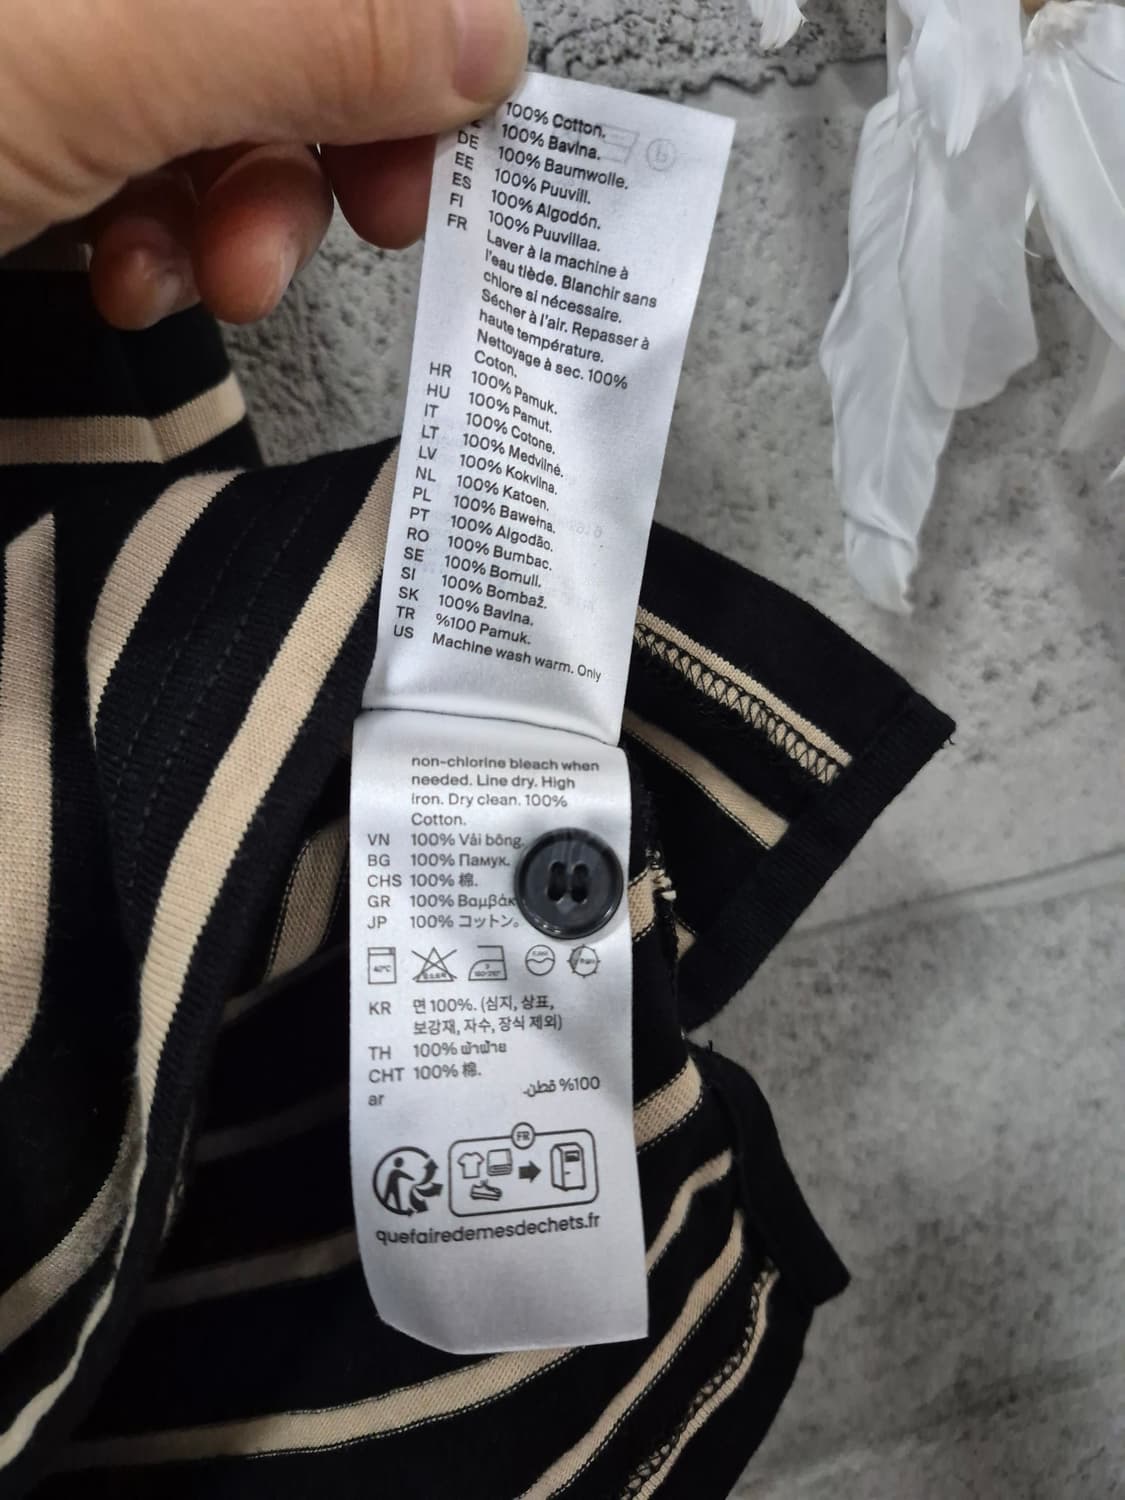 100% Cotton.
100% Bavlna.
DE 100% Baumwolle.
EE 100% Puuvill.
ES 100% Algodón.
FI 100% Puuvillaa.
FR Laver à la machine à
l'eau tiède. Blanchir sans
chlore si nécessaire.
Sécher à l'air. Repasser à
haute température.
Nettoyage à sec. 100%
Coton.
HR 100% Pamuk.
HU 100% Pamut.
IT 100% Cotone.
LT 100% Medvilnė.
LV 100% Kokvilna.
NL 100% Katoen.
PL 100% Bawełna.
PT 100% Algodão.
RO 100% Bumbac.
SE 100% Bomull.
SI 100% Bombaž.
SK 100% Bavlna.
TR %100 Pamuk.
US Machine wash warm. Only
non-chlorine bleach when
needed. Line dry. High
iron. Dry clean. 100%
Cotton.
VN 100% Vải bông.
BG 100% Памук.
CHS 100% 棉.
GR 100% Βαμβάκ
JP 100% コットン。
40°C
KR 면 100%. (심지, 상표,
보강재, 자수, 장식 제외)
TH 100% ผ้าฝ้าย
CHT 100% 棉.
ar 100% قطن.
FR
quefairedemesdechets.fr